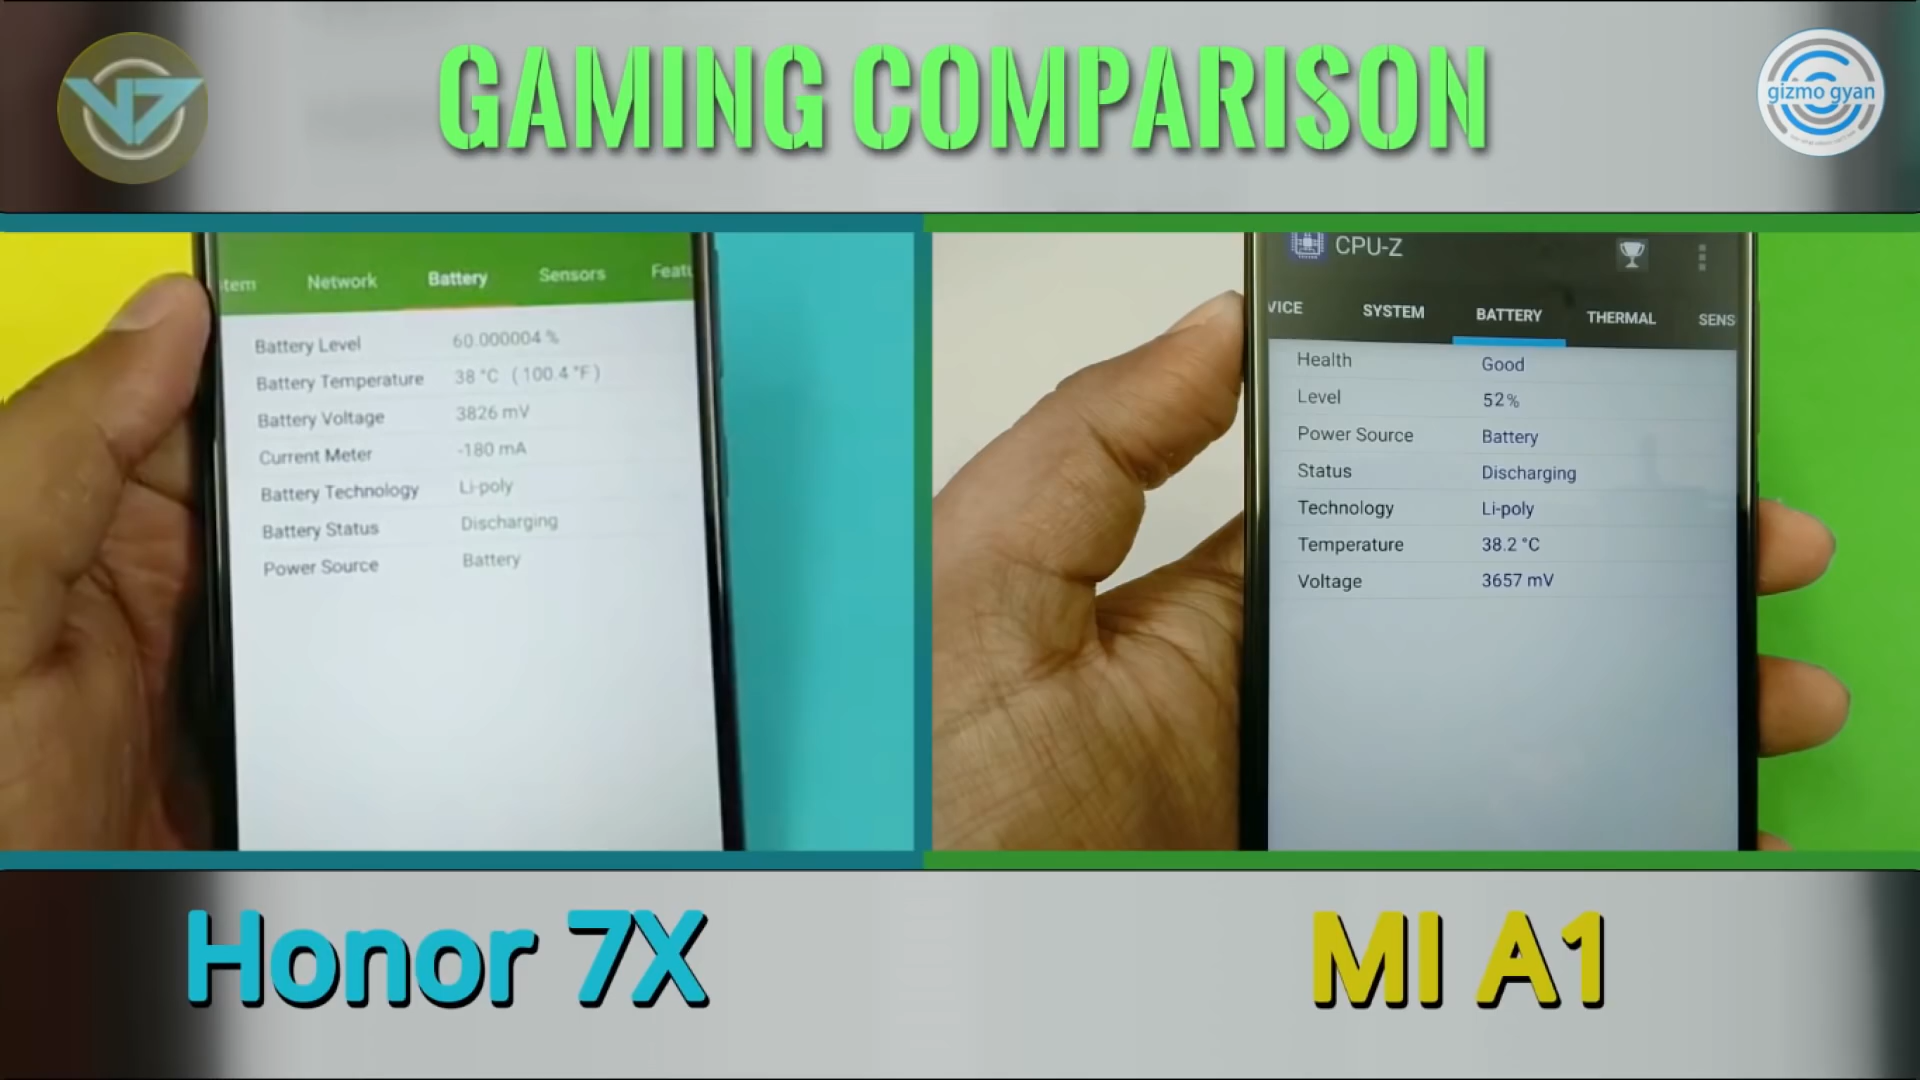 GAMING COMPARISON
V7
gizmo gyan
tem Network Battery Sensors Feat
Battery Level 60.000004 %
Battery Temperature 38 °C (100.4 °F)
Battery Voltage 3826 mV
Current Meter -180 mA
Battery Technology Li-poly
Battery Status Discharging
Power Source Battery
CPU-Z
VICE SYSTEM BATTERY THERMAL SENS
Health Good
Level 52%
Power Source Battery
Status Discharging
Technology Li-poly
Temperature 38.2 °C
Voltage 3657 mV
Honor 7X
MI A1